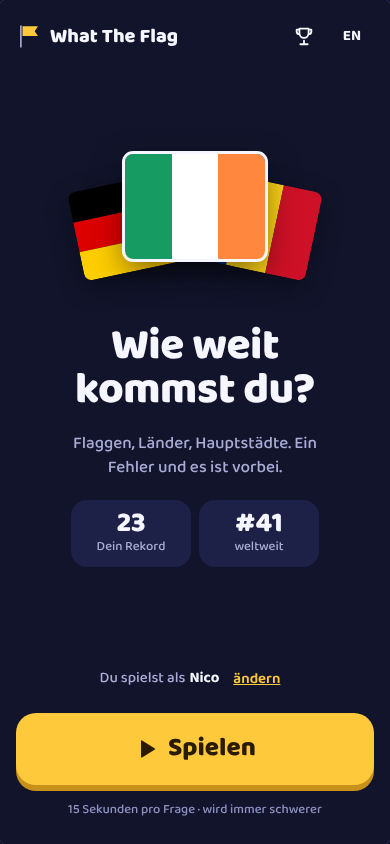 What The Flag
EN
Wie weit
kommst du?
Flaggen, Länder, Hauptstädte. Ein
Fehler und es ist vorbei.
23
Dein Rekord
#41
weltweit
Du spielst als Nico ändern
Spielen
15 Sekunden pro Frage · wird immer schwerer